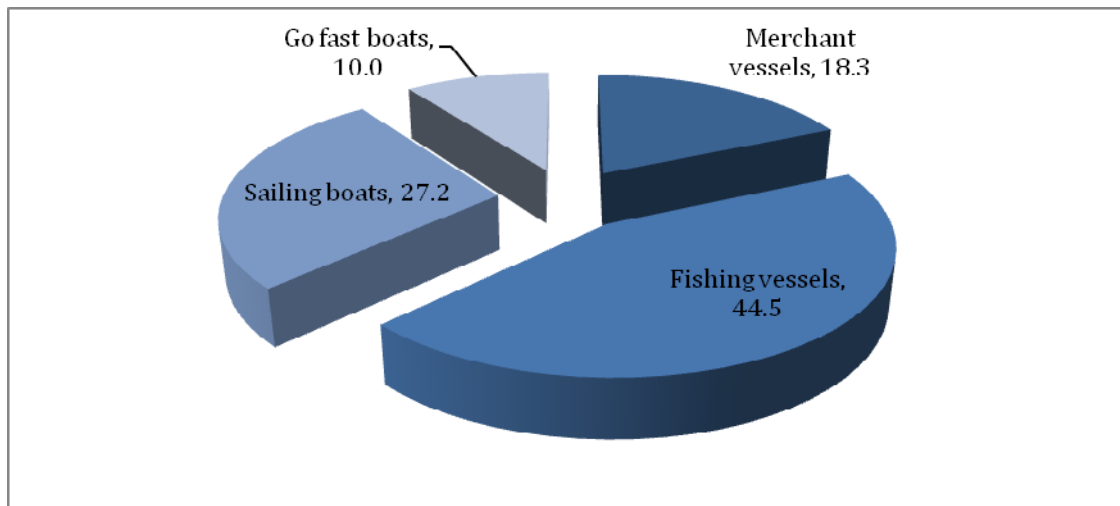 Go fast boats,
10.0
Merchant
vessels, 18.3
Sailing boats, 27.2
Fishing vessels,
44.5